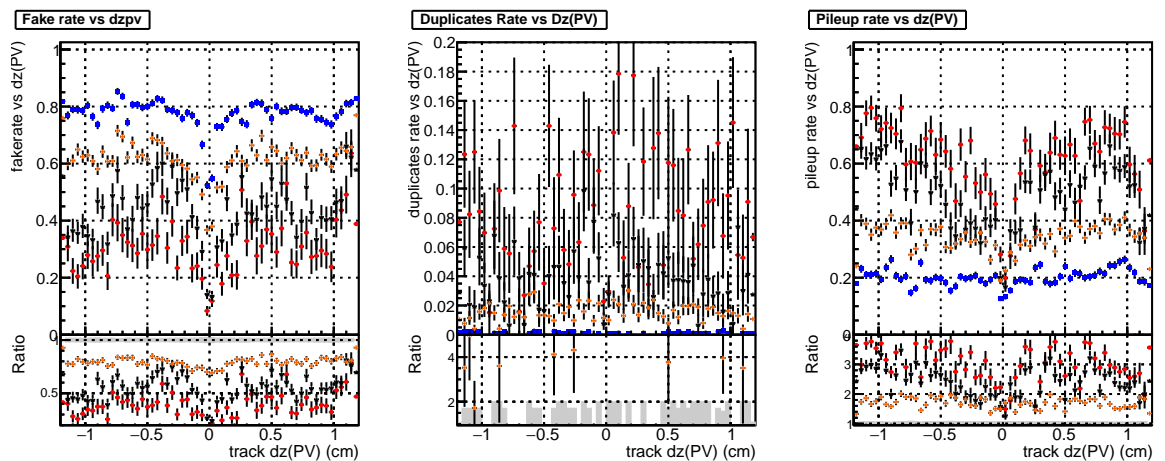 Fake rate vs dzpv
fakerate vs dz(PV)
1
0.8
0.6
0.4
0.2
0
Ratio
0.5
−1 −0.5 0 0.5 1
track dz(PV) (cm)
Duplicates Rate vs Dz(PV)
duplicates rate vs dz(PV)
0.2
0.18
0.16
0.14
0.12
0.1
0.08
0.06
0.04
0.02
0
Ratio
4
2
−1 −0.5 0 0.5 1
track dz(PV) (cm)
Pileup rate vs dz(PV)
pileup rate vs dz(PV)
1
0.8
0.6
0.4
0.2
0
Ratio
3
2
1
−1 −0.5 0 0.5 1
track dz(PV) (cm)